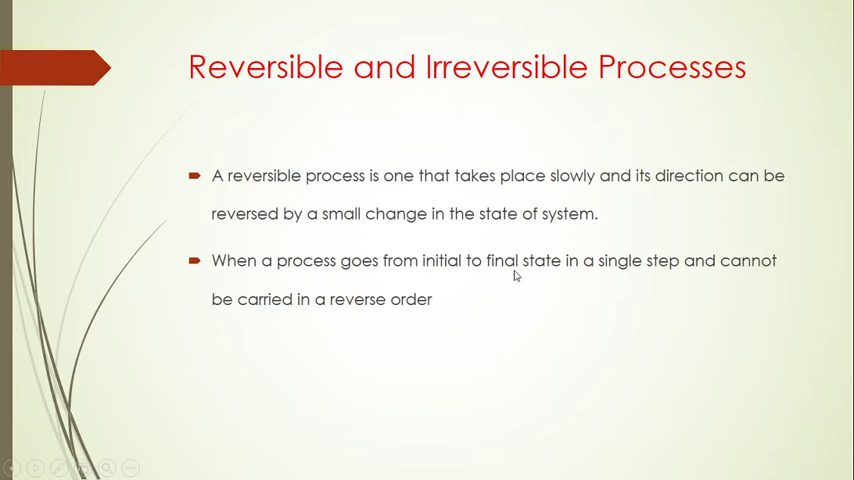 Reversible and Irreversible Processes
A reversible process is one that takes place slowly and its direction can be
reversed by a small change in the state of system.
When a process goes from initial to final state in a single step and cannot
be carried in a reverse order